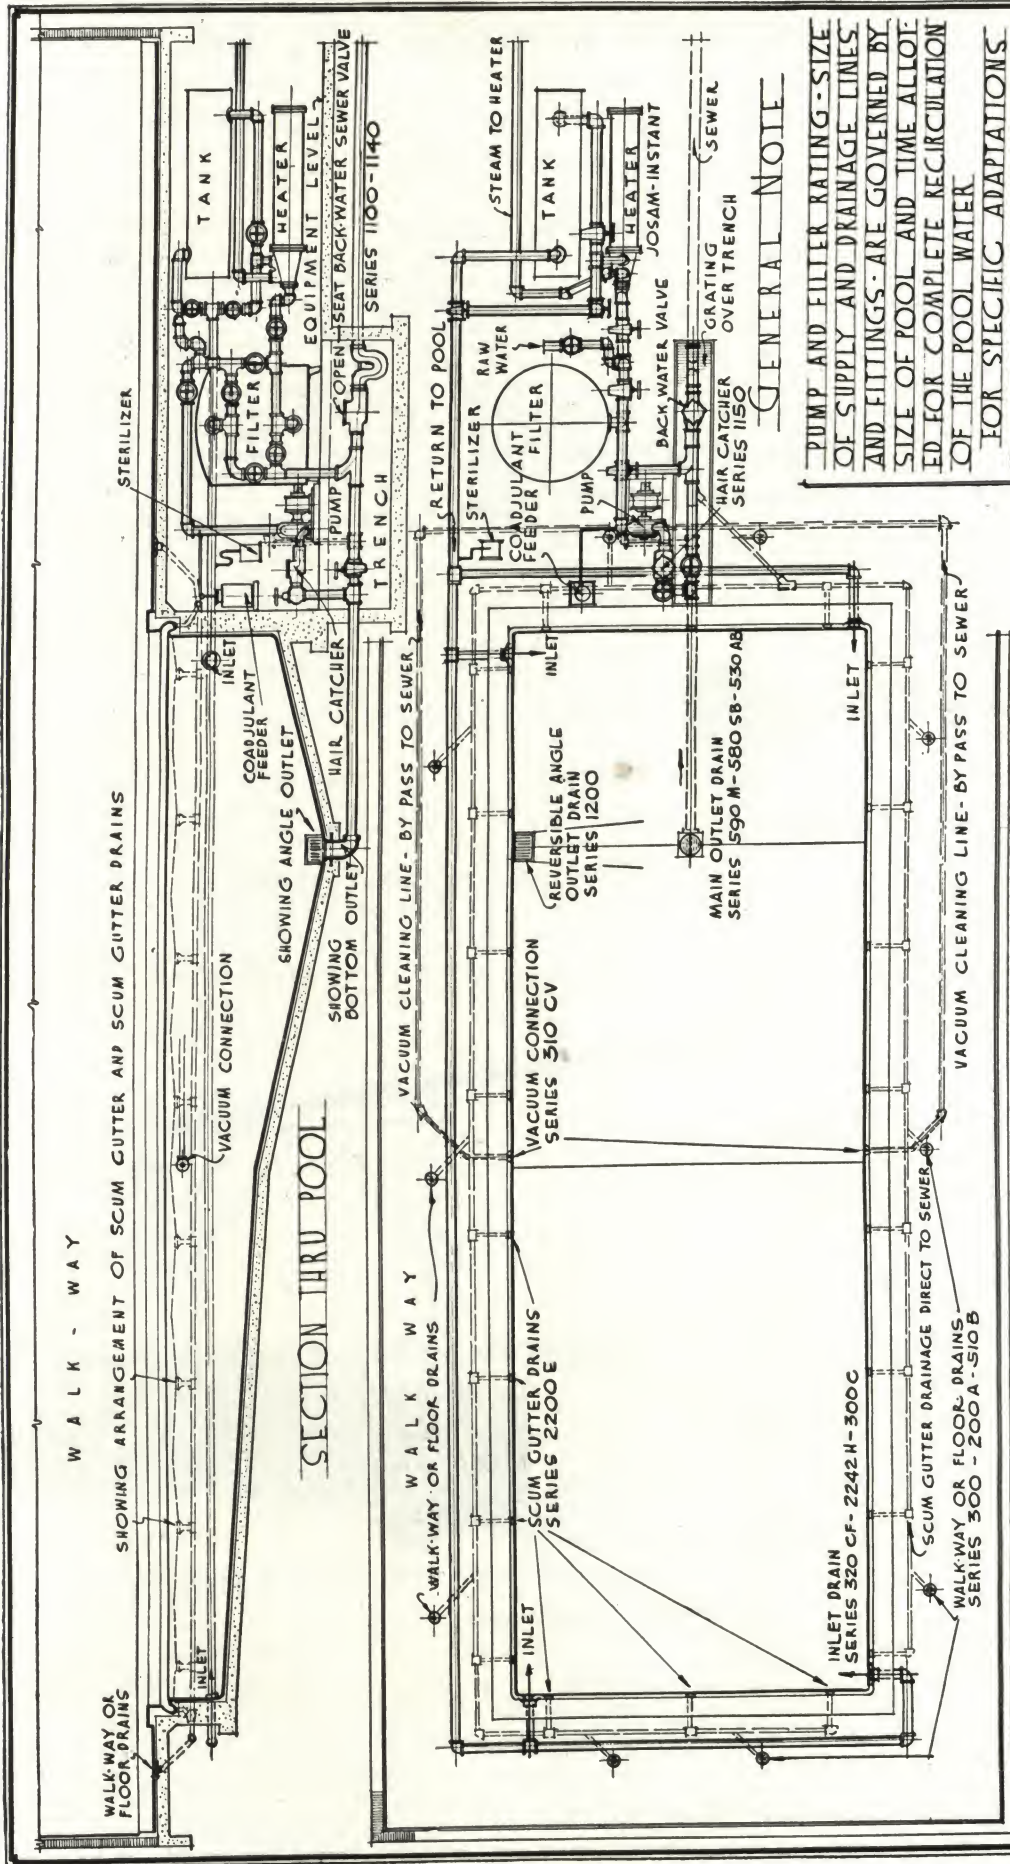 WALK-WAY
SHOWING ARRANGEMENT OF SCUM GUTTER AND SCUM GUTTER DRAINS
WALK-WAY OR
FLOOR DRAINS
INLET
VACUUM CONNECTION
SECTION THRU POOL
SHOWING
BOTTOM OUTLET
SHOWING ANGLE OUTLET
HAIR CATCHER
COADJULANT
FEEDER
INLET
STERILIZER
FILTER
PUMP
TRENCH
TANK
HEATER
EQUIPMENT LEVEL
OPEN-SEAT BACK-WATER SEWER VALVE
SERIES 1100-1140
WALK WAY
WALK-WAY OR FLOOR DRAINS
VACUUM CLEANING LINE-BY PASS TO SEWER
RETURN TO POOL
STERILIZER
COADJULANT
FEEDER
FILTER
RAW
WATER
STEAM TO HEATER
TANK
HEATER
JOSAM-INSTANT
PUMP
BACK WATER VALVE
GRATING
OVER TRENCH
SEWER
HAIR CATCHER
SERIES 1150
INLET
SCUM GUTTER DRAINS
SERIES 2200E
VACUUM CONNECTION
SERIES 310 CV
REVERSIBLE ANGLE
OUTLET DRAIN
SERIES 1200
INLET
MAIN OUTLET DRAIN
SERIES 590 M-580 SB-530AB
INLET DRAIN
SERIES 320 CF-2242H-300C
INLET
SCUM GUTTER DRAINAGE DIRECT TO SEWER
VACUUM CLEANING LINE-BY PASS TO SEWER
WALK-WAY OR FLOOR DRAINS
SERIES 300-200A-510B
GENERAL NOTE
PUMP AND FILTER RATING-SIZE
OF SUPPLY AND DRAINAGE LINES
AND FITTINGS-ARE GOVERNED BY
SIZE OF POOL AND TIME ALLOT-
ED FOR COMPLETE RECIRCULATION
OF THE POOL WATER
FOR SPECIFIC ADAPTATIONS